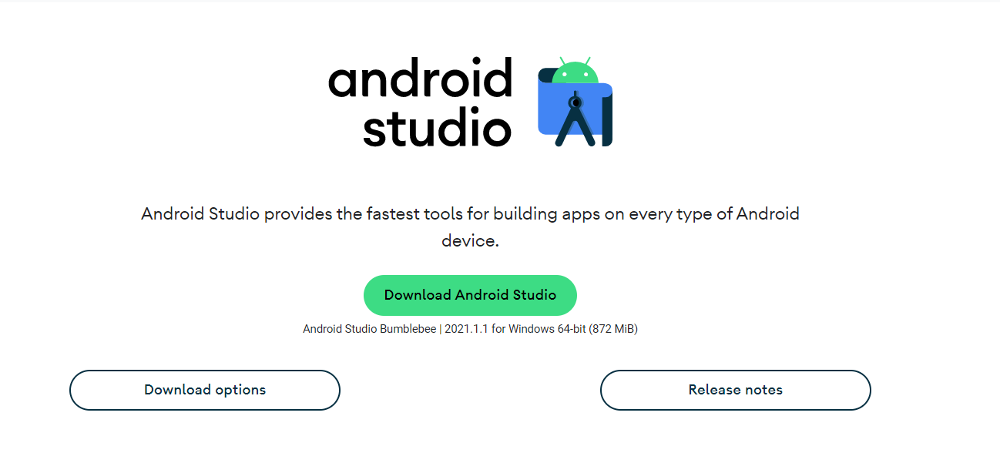 android
studio
Android Studio provides the fastest tools for building apps on every type of Android
device.
Download Android Studio
Android Studio Bumblebee | 2021.1.1 for Windows 64-bit (872 MiB)
Download options
Release notes